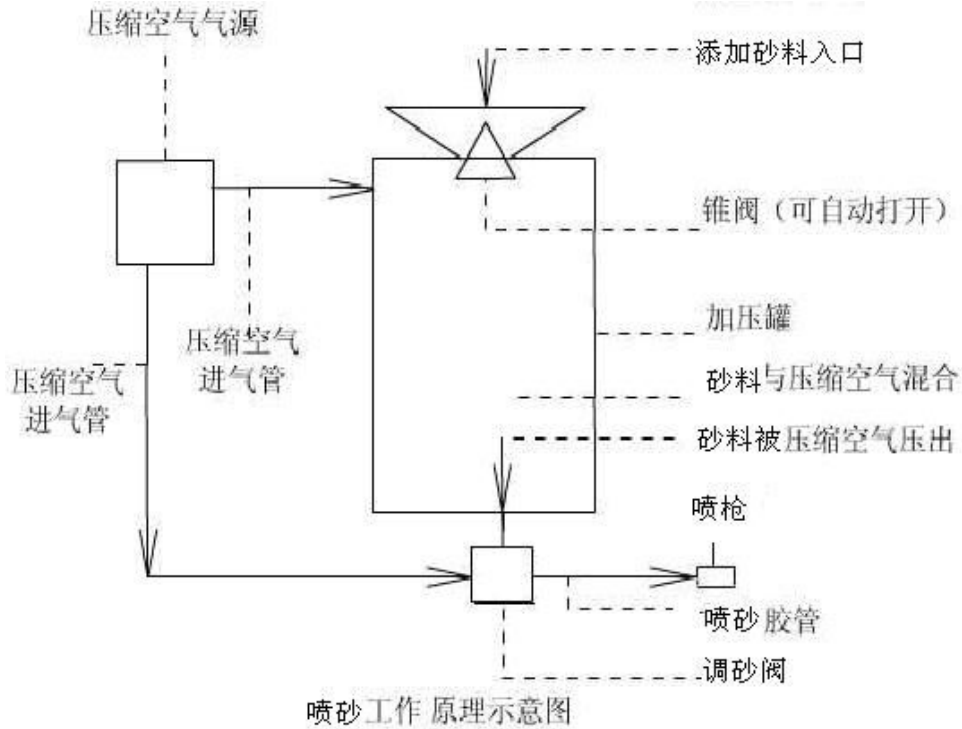 压缩空气气源
添加砂料入口
锥阀（可自动打开）
加压罐
压缩空气
进气管
压缩空气
进气管
砂料与压缩空气混合
砂料被压缩空气压出
喷枪
喷砂胶管
调砂阀
喷砂工作 原理示意图